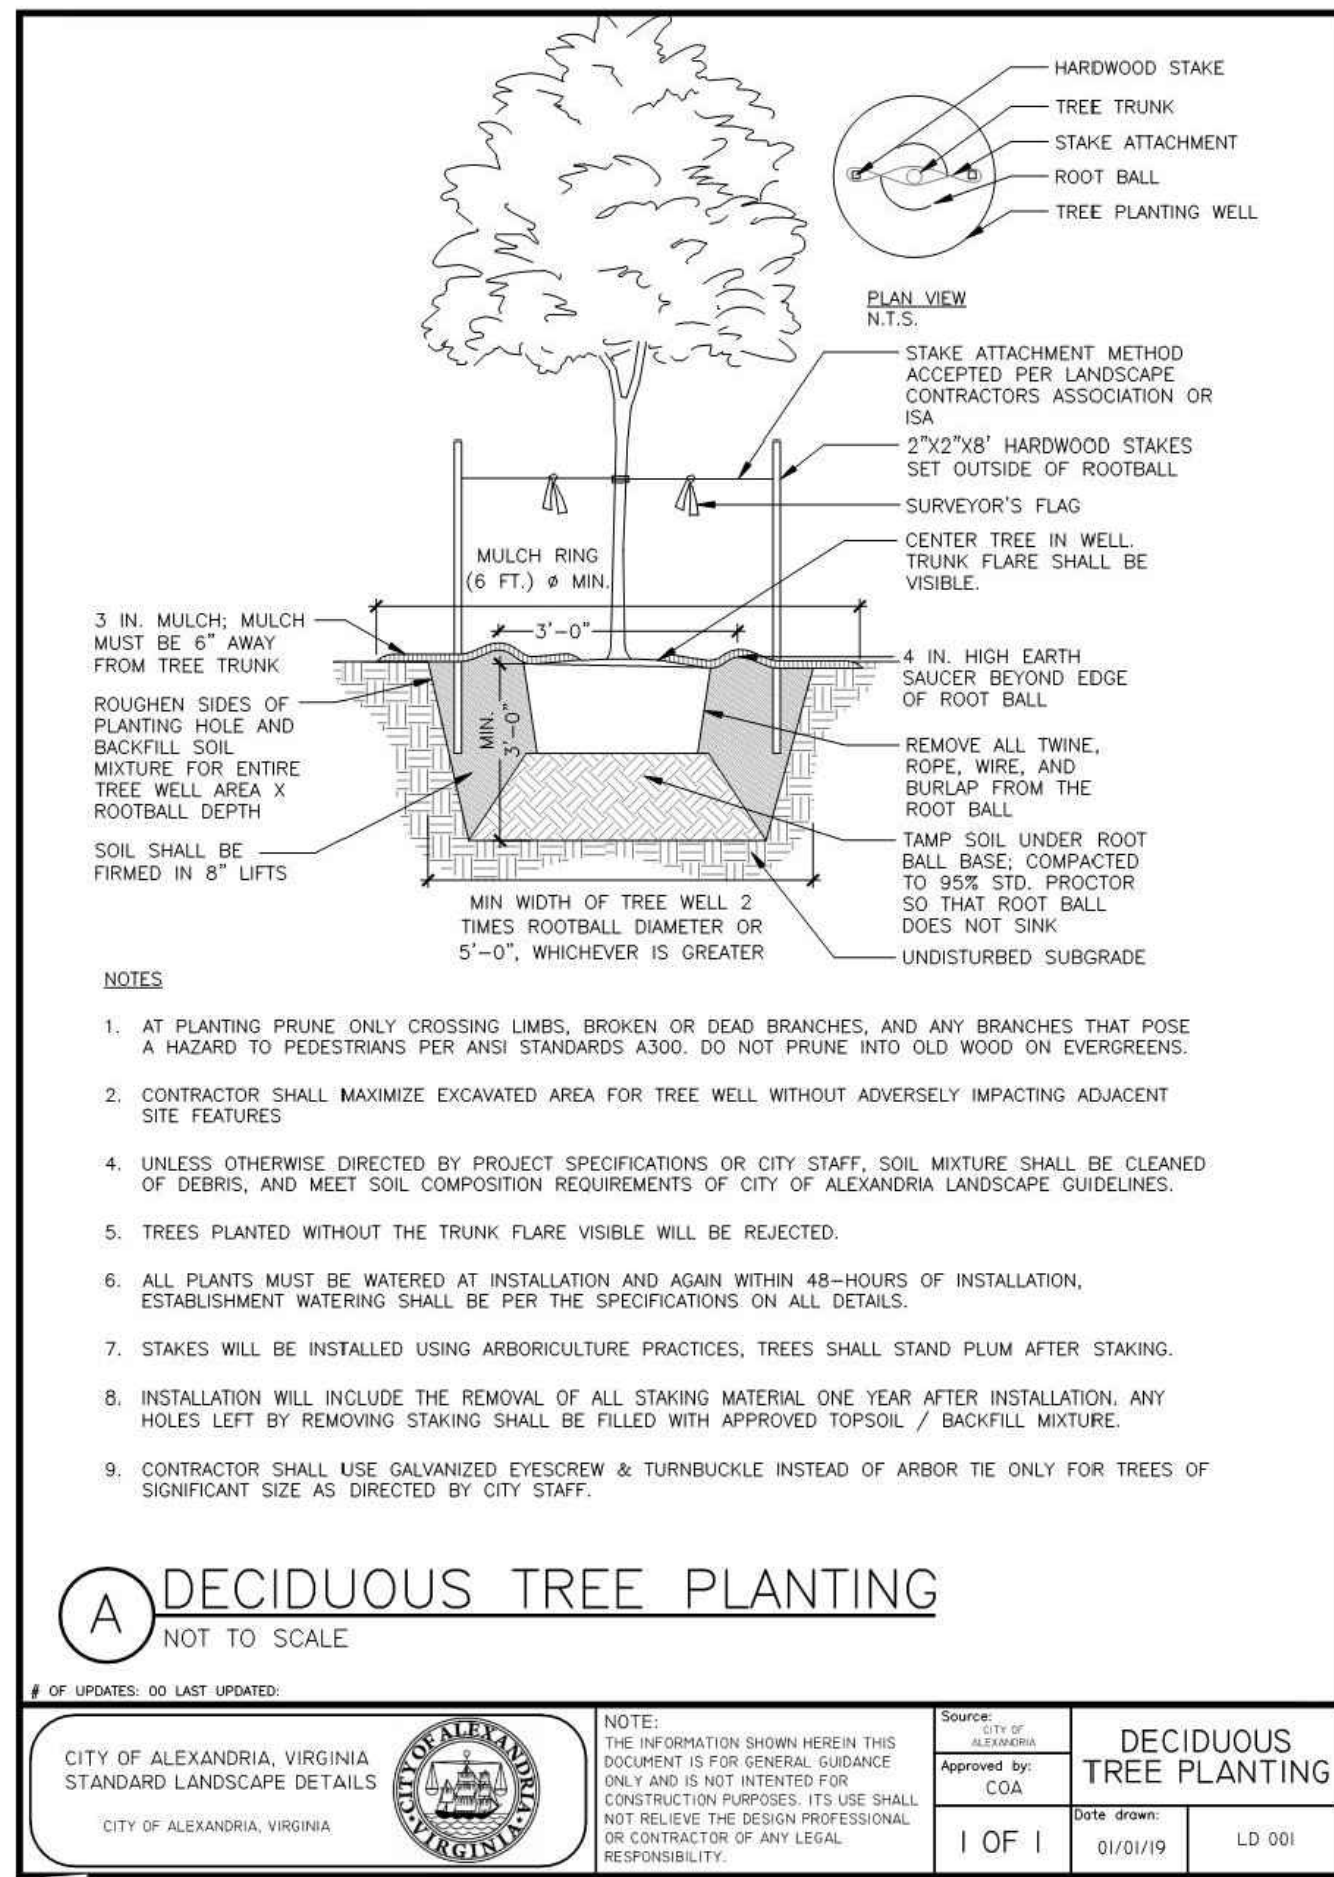 HARDWOOD STAKE
TREE TRUNK
STAKE ATTACHMENT
ROOT BALL
TREE PLANTING WELL
PLAN VIEW
N.T.S.
STAKE ATTACHMENT METHOD
ACCEPTED PER LANDSCAPE
CONTRACTORS ASSOCIATION OR
ISA
2"X2"X8' HARDWOOD STAKES
SET OUTSIDE OF ROOTBALL
SURVEYOR'S FLAG
CENTER TREE IN WELL.
TRUNK FLARE SHALL BE
VISIBLE.
MULCH RING
(6 FT.) ø MIN.
3'-0"
3 IN. MULCH; MULCH
MUST BE 6" AWAY
FROM TREE TRUNK
4 IN. HIGH EARTH
SAUCER BEYOND EDGE
OF ROOT BALL
ROUGHEN SIDES OF
PLANTING HOLE AND
BACKFILL SOIL
MIXTURE FOR ENTIRE
TREE WELL AREA X
ROOTBALL DEPTH
MIN.
3'-0"
REMOVE ALL TWINE,
ROPE, WIRE, AND
BURLAP FROM THE
ROOT BALL
SOIL SHALL BE
FIRMED IN 8" LIFTS
TAMP SOIL UNDER ROOT
BALL BASE; COMPACTED
TO 95% STD. PROCTOR
SO THAT ROOT BALL
DOES NOT SINK
MIN WIDTH OF TREE WELL 2
TIMES ROOTBALL DIAMETER OR
5'-0", WHICHEVER IS GREATER
UNDISTURBED SUBGRADE
NOTES
1. AT PLANTING PRUNE ONLY CROSSING LIMBS, BROKEN OR DEAD BRANCHES, AND ANY BRANCHES THAT POSE
A HAZARD TO PEDESTRIANS PER ANSI STANDARDS A300. DO NOT PRUNE INTO OLD WOOD ON EVERGREENS.
2. CONTRACTOR SHALL MAXIMIZE EXCAVATED AREA FOR TREE WELL WITHOUT ADVERSELY IMPACTING ADJACENT
SITE FEATURES
4. UNLESS OTHERWISE DIRECTED BY PROJECT SPECIFICATIONS OR CITY STAFF, SOIL MIXTURE SHALL BE CLEANED
OF DEBRIS, AND MEET SOIL COMPOSITION REQUIREMENTS OF CITY OF ALEXANDRIA LANDSCAPE GUIDELINES.
5. TREES PLANTED WITHOUT THE TRUNK FLARE VISIBLE WILL BE REJECTED.
6. ALL PLANTS MUST BE WATERED AT INSTALLATION AND AGAIN WITHIN 48-HOURS OF INSTALLATION,
ESTABLISHMENT WATERING SHALL BE PER THE SPECIFICATIONS ON ALL DETAILS.
7. STAKES WILL BE INSTALLED USING ARBORICULTURE PRACTICES, TREES SHALL STAND PLUM AFTER STAKING.
8. INSTALLATION WILL INCLUDE THE REMOVAL OF ALL STAKING MATERIAL ONE YEAR AFTER INSTALLATION. ANY
HOLES LEFT BY REMOVING STAKING SHALL BE FILLED WITH APPROVED TOPSOIL / BACKFILL MIXTURE.
9. CONTRACTOR SHALL USE GALVANIZED EYESCREW & TURNBUCKLE INSTEAD OF ARBOR TIE ONLY FOR TREES OF
SIGNIFICANT SIZE AS DIRECTED BY CITY STAFF.
A
DECIDUOUS TREE PLANTING
NOT TO SCALE
# OF UPDATES: 00 LAST UPDATED:
CITY OF ALEXANDRIA, VIRGINIA
STANDARD LANDSCAPE DETAILS
CITY OF ALEXANDRIA, VIRGINIA
CITY OF ALEXANDRIA
VIRGINIA
NOTE:
THE INFORMATION SHOWN HEREIN THIS
DOCUMENT IS FOR GENERAL GUIDANCE
ONLY AND IS NOT INTENTED FOR
CONSTRUCTION PURPOSES. ITS USE SHALL
NOT RELIEVE THE DESIGN PROFESSIONAL
OR CONTRACTOR OF ANY LEGAL
RESPONSIBILITY.
Source:
CITY OF
ALEXANDRIA
Approved by:
COA
1 OF 1
DECIDUOUS
TREE PLANTING
Date drawn:
01/01/19
LD 001